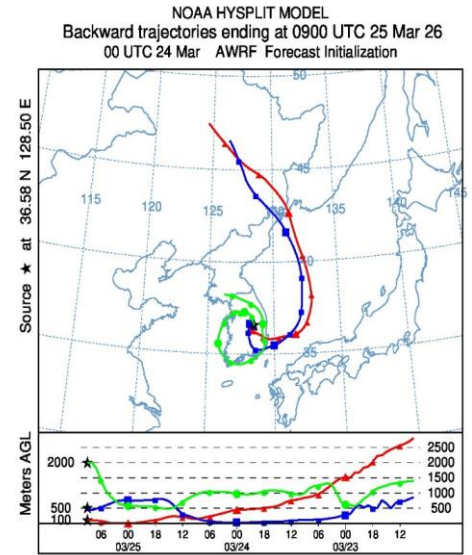 NOAA HYSPLIT MODEL
Backward trajectories ending at 0900 UTC 25 Mar 26
00 UTC 24 Mar AWRF Forecast Initialization
Source ★ at 36.58 N 128.50 E
50
45
115
120
125
130
135
140
145
40
35
Meters AGL
2000
500
100
2500
2000
1500
1000
500
06 00 18 12 06 00 18 12 06 00 18 12
03/25 03/24 03/23